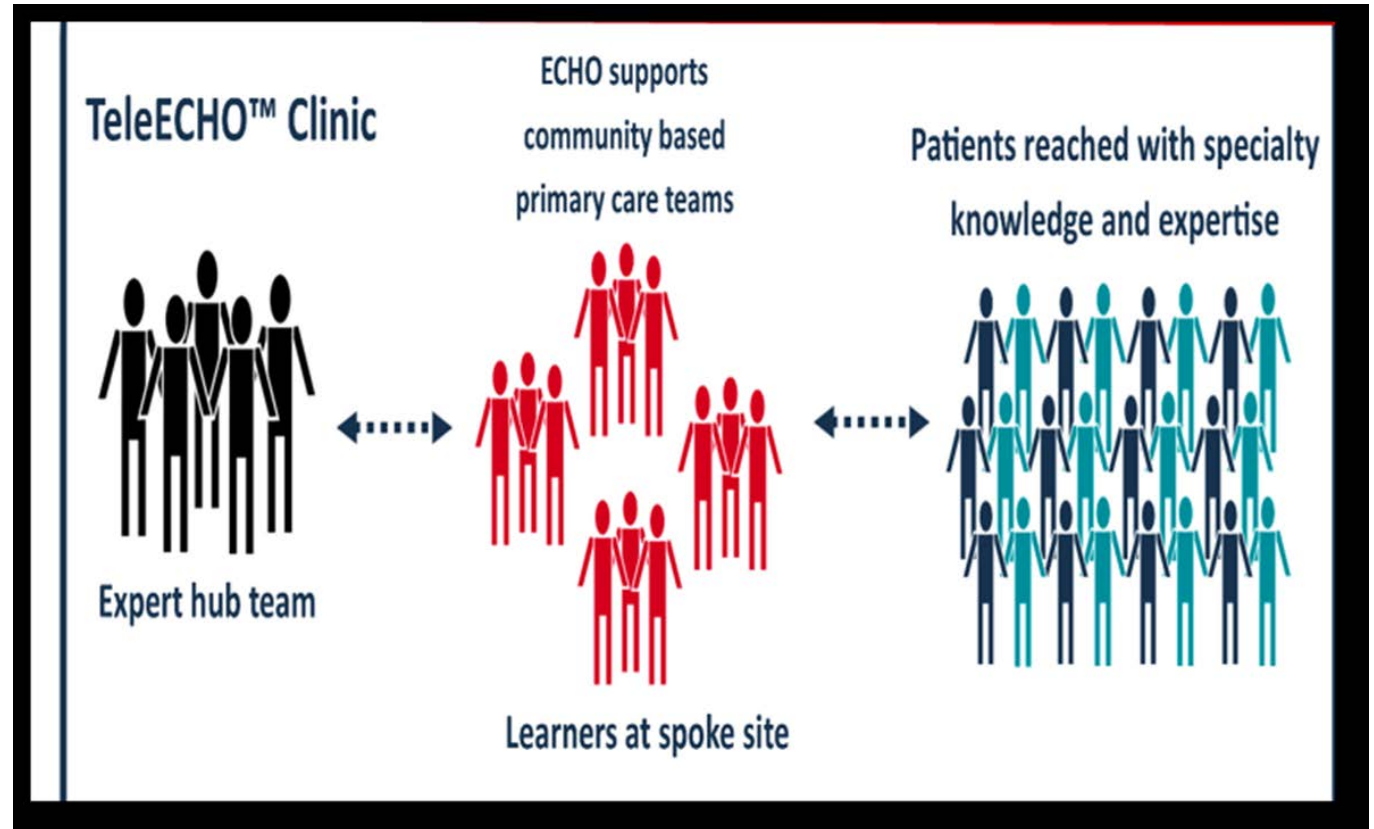 TeleECHO™ Clinic
Expert hub team
ECHO supports
community based
primary care teams
Learners at spoke site
Patients reached with specialty
knowledge and expertise